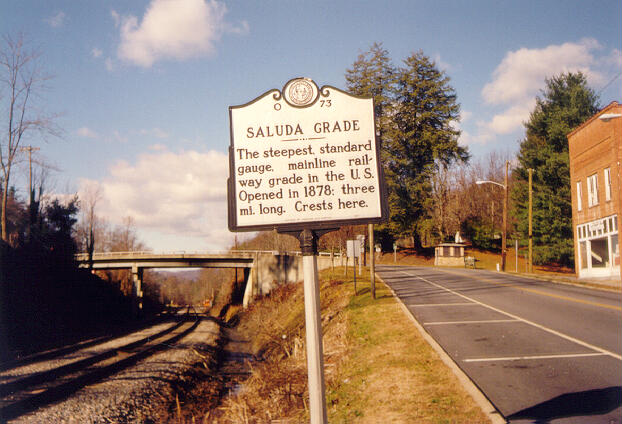 O 73
SALUDA GRADE
The steepest, standard
gauge, mainline rail-
way grade in the U.S.
Opened in 1878; three
mi. long. Crests here.